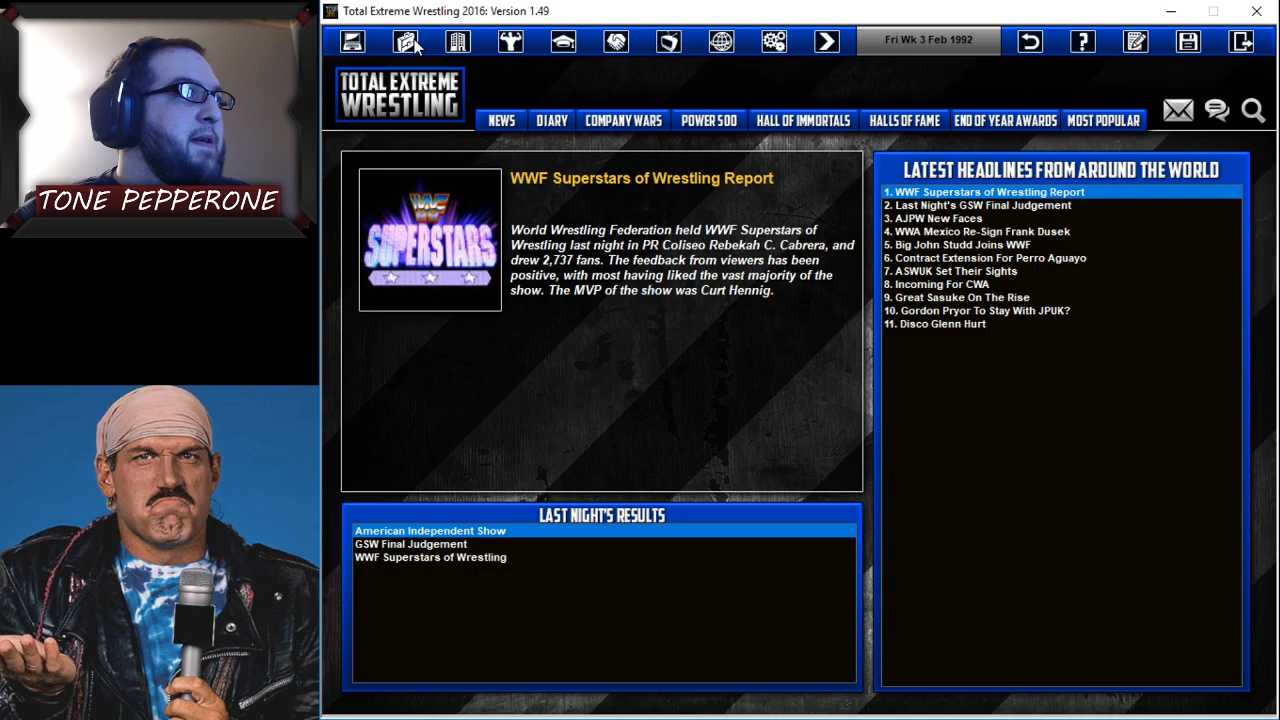 Total Extreme Wrestling 2016: Version 1.49
Fri Wk 3 Feb 1992
TOTAL EXTREME
WRESTLING
NEWS
DIARY
COMPANY WARS
POWER 500
HALL OF IMMORTALS
HALLS OF FAME
END OF YEAR AWARDS
MOST POPULAR
TONE PEPPERONE
WWF
SUPERSTARS
WWF Superstars of Wrestling Report
World Wrestling Federation held WWF Superstars of
Wrestling last night in PR Coliseo Rebekah C. Cabrera, and
drew 2,737 fans. The feedback from viewers has been
positive, with most having liked the vast majority of the
show. The MVP of the show was Curt Hennig.
LATEST HEADLINES FROM AROUND THE WORLD
1. WWF Superstars of Wrestling Report
2. Last Night's GSW Final Judgement
3. AJPW New Faces
4. WWA Mexico Re-Sign Frank Dusek
5. Big John Studd Joins WWF
6. Contract Extension For Perro Aguayo
7. ASWUK Set Their Sights
8. Incoming For CWA
9. Great Sasuke On The Rise
10. Gordon Pryor To Stay With JPUK?
11. Disco Glenn Hurt
LAST NIGHT'S RESULTS
American Independent Show
GSW Final Judgement
WWF Superstars of Wrestling